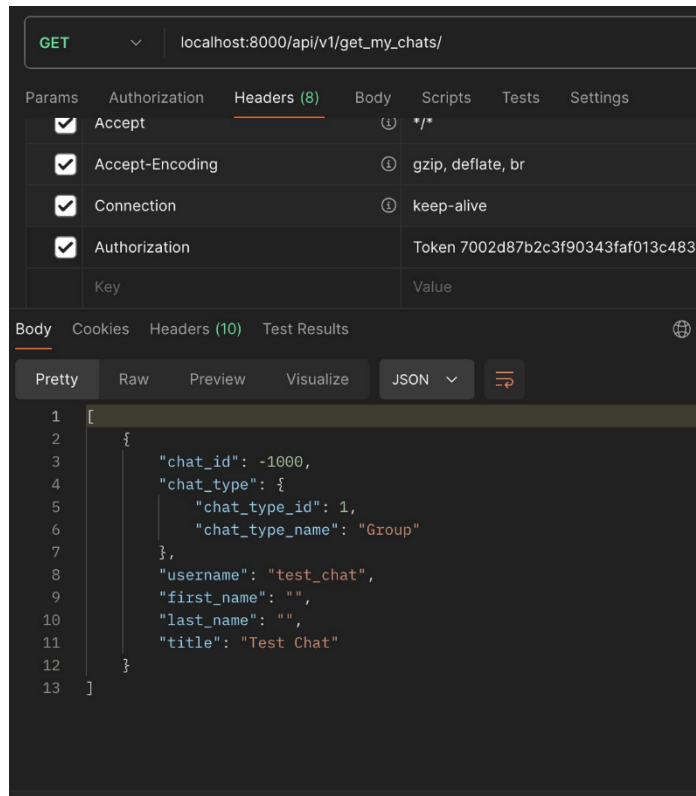 GET localhost:8000/api/v1/get_my_chats/
Params Authorization Headers (8) Body Scripts Tests Settings
Accept */*
Accept-Encoding gzip, deflate, br
Connection keep-alive
Authorization Token 7002d87b2c3f90343faf013c483
Key Value
Body Cookies Headers (10) Test Results
Pretty Raw Preview Visualize JSON
1 [
2 {
3 "chat_id": -1000,
4 "chat_type": {
5 "chat_type_id": 1,
6 "chat_type_name": "Group"
7 },
8 "username": "test_chat",
9 "first_name": "",
10 "last_name": "",
11 "title": "Test Chat"
12 }
13 ]